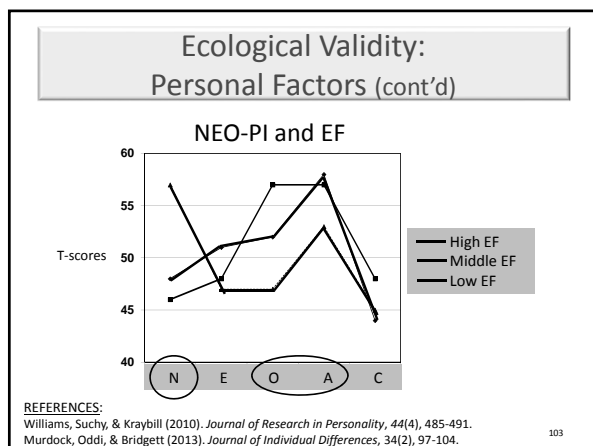 Ecological Validity:
Personal Factors (cont'd)
NEO-PI and EF
60
55
50
45
40
T-scores
N E O A C
High EF
Middle EF
Low EF
REFERENCES:
Williams, Suchy, & Kraybill (2010). Journal of Research in Personality, 44(4), 485-491.
Murdock, Oddi, & Bridgett (2013). Journal of Individual Differences, 34(2), 97-104.
103